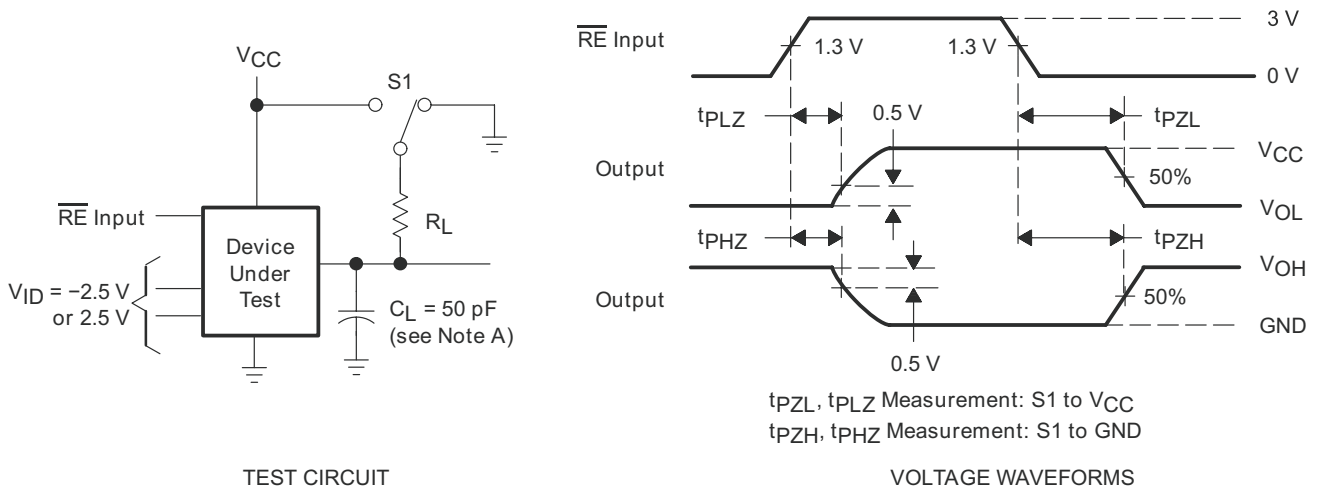 VCC
S1
RE Input
Device
Under
Test
VID = −2.5 V
or 2.5 V
RL
CL = 50 pF
(see Note A)
TEST CIRCUIT
RE Input
1.3 V
1.3 V
3 V
0 V
tPLZ
0.5 V
tPZL
Output
VCC
50%
VOL
tPHZ
tPZH
Output
VOH
50%
GND
0.5 V
tPZL, tPLZ Measurement: S1 to VCC
tPZH, tPHZ Measurement: S1 to GND
VOLTAGE WAVEFORMS